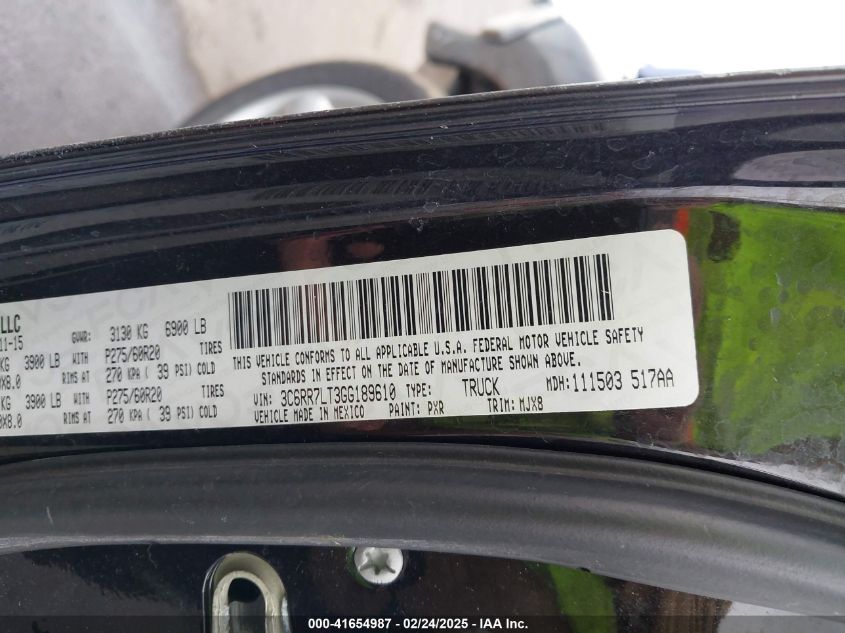 LLC
11-15 GVWR: 3130 KG 6900 LB
KG 3900 LB WITH P275/60R20 TIRES
0X8.0 RIMS AT 270 KPA ( 39 PSI) COLD
KG 3900 LB WITH P275/60R20 TIRES
0X8.0 RIMS AT 270 KPA ( 39 PSI) COLD
THIS VEHICLE CONFORMS TO ALL APPLICABLE U.S.A. FEDERAL MOTOR VEHICLE SAFETY
STANDARDS IN EFFECT ON THE DATE OF MANUFACTURE SHOWN ABOVE.
VIN: 3C6RR7LT3GG189610 TYPE: TRUCK MDH: 111503 517AA
VEHICLE MADE IN MEXICO PAINT: PXR TRIM: MJX8
000-41654987 - 02/24/2025 - IAA Inc.